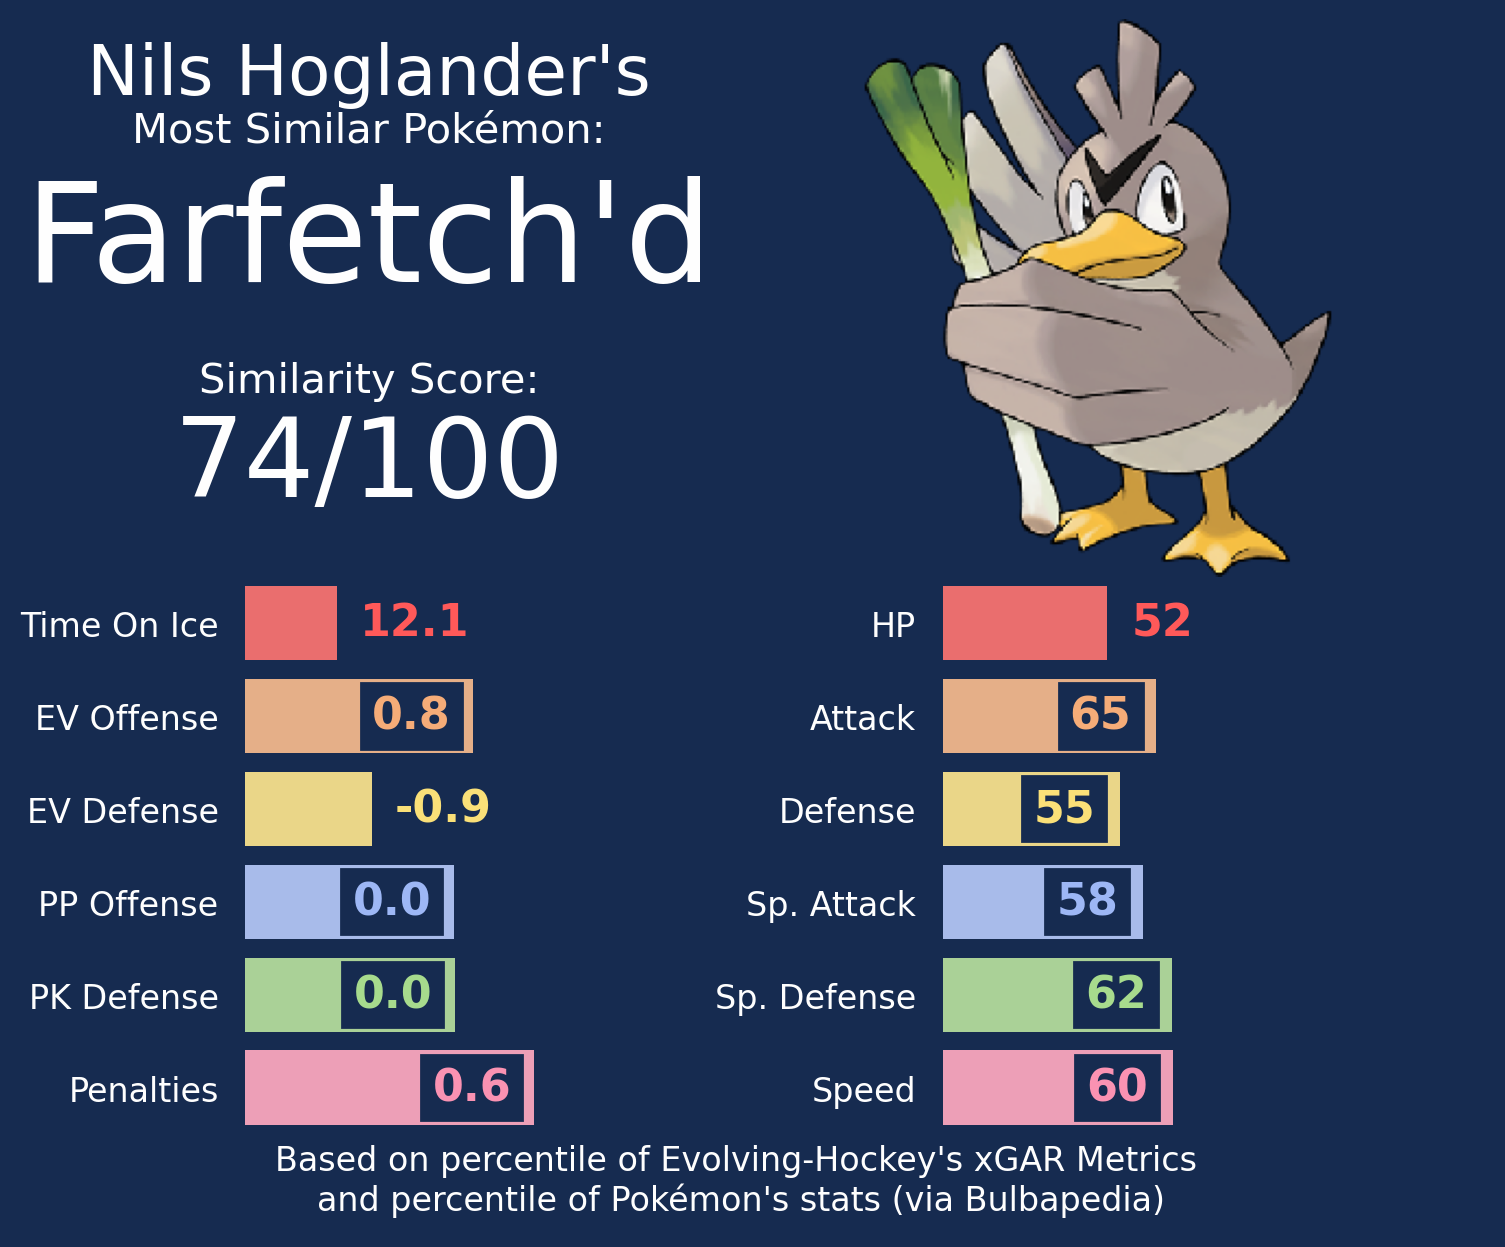 Nils Hoglander's
Most Similar Pokémon:
Farfetch'd
Similarity Score:
74/100
Time On Ice 12.1
EV Offense 0.8
EV Defense -0.9
PP Offense 0.0
PK Defense 0.0
Penalties 0.6
HP 52
Attack 65
Defense 55
Sp. Attack 58
Sp. Defense 62
Speed 60
Based on percentile of Evolving-Hockey's xGAR Metrics
and percentile of Pokémon's stats (via Bulbapedia)